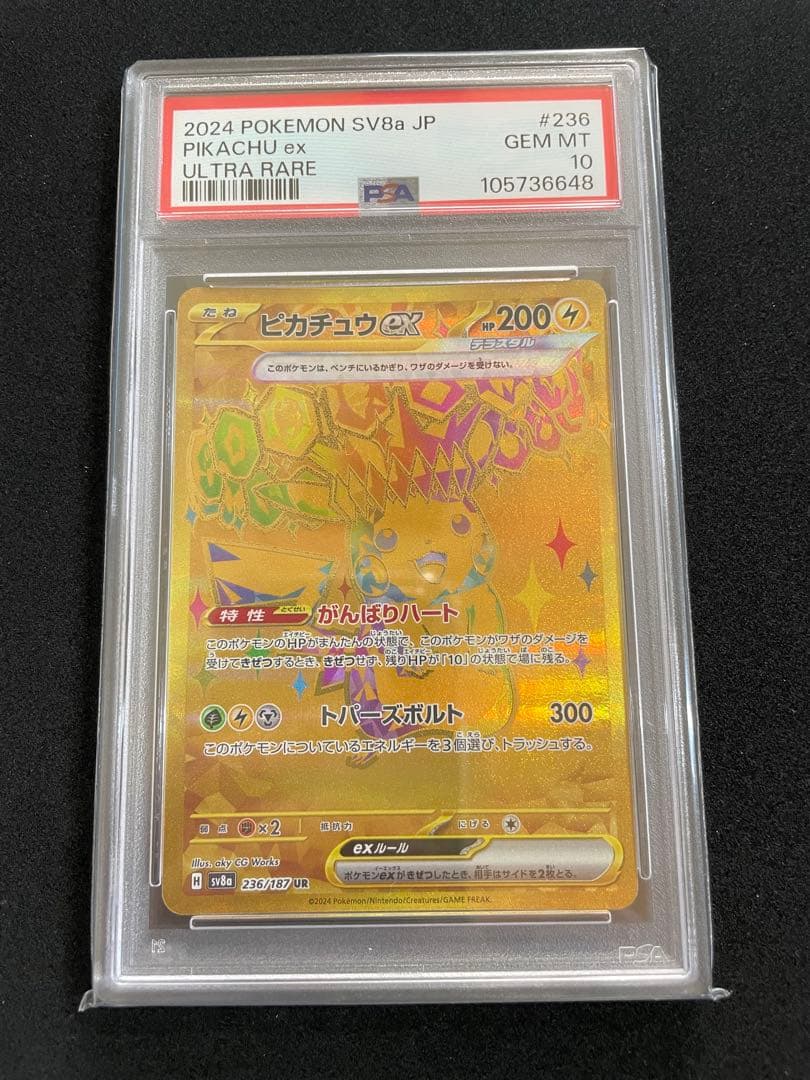 2024 POKEMON SV8a JP #236
PIKACHU ex GEM MT
ULTRA RARE 10
PSA 105736648
たね ピカチュウex HP200
テラスタル
このポケモンは、ベンチにいるかぎり、ワザのダメージを受けない。
特性 とくせい がんばりハート
このポケモンのHPがまんたんの状態で、このポケモンがワザのダメージを
受けてきぜつするとき、きぜつせず、残りHPが「10」の状態で場に残る。
トパーズボルト 300
このポケモンについているエネルギーを3個選び、トラッシュする。
弱点 ×2 抵抗力 にげる
exルール
ポケモンexがきぜつしたとき、相手はサイドを2枚とる。
Illus. aky CG Works
H sv8a 236/187 UR
©2024 Pokémon/Nintendo/Creatures/GAME FREAK.
PSA